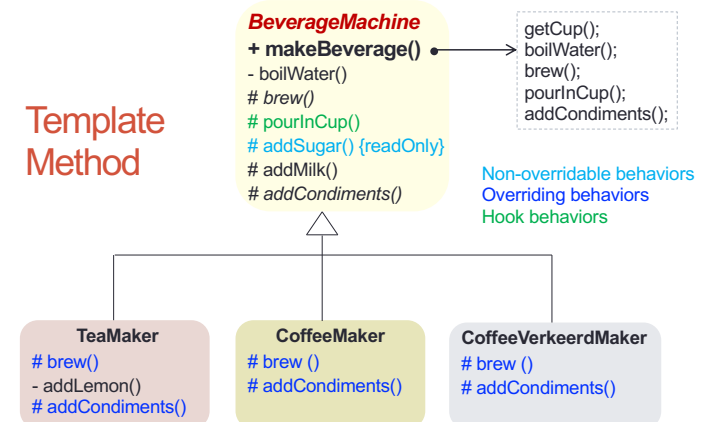 Template
Method
BeverageMachine
+ makeBeverage()
- boilWater()
# brew()
# pourInCup()
# addSugar() {readOnly}
# addMilk()
# addCondiments()
getCup();
boilWater();
brew();
pourInCup();
addCondiments();
Non-overridable behaviors
Overriding behaviors
Hook behaviors
TeaMaker
# brew()
- addLemon()
# addCondiments()
CoffeeMaker
# brew ()
# addCondiments()
CoffeeVerkeerdMaker
# brew ()
# addCondiments()